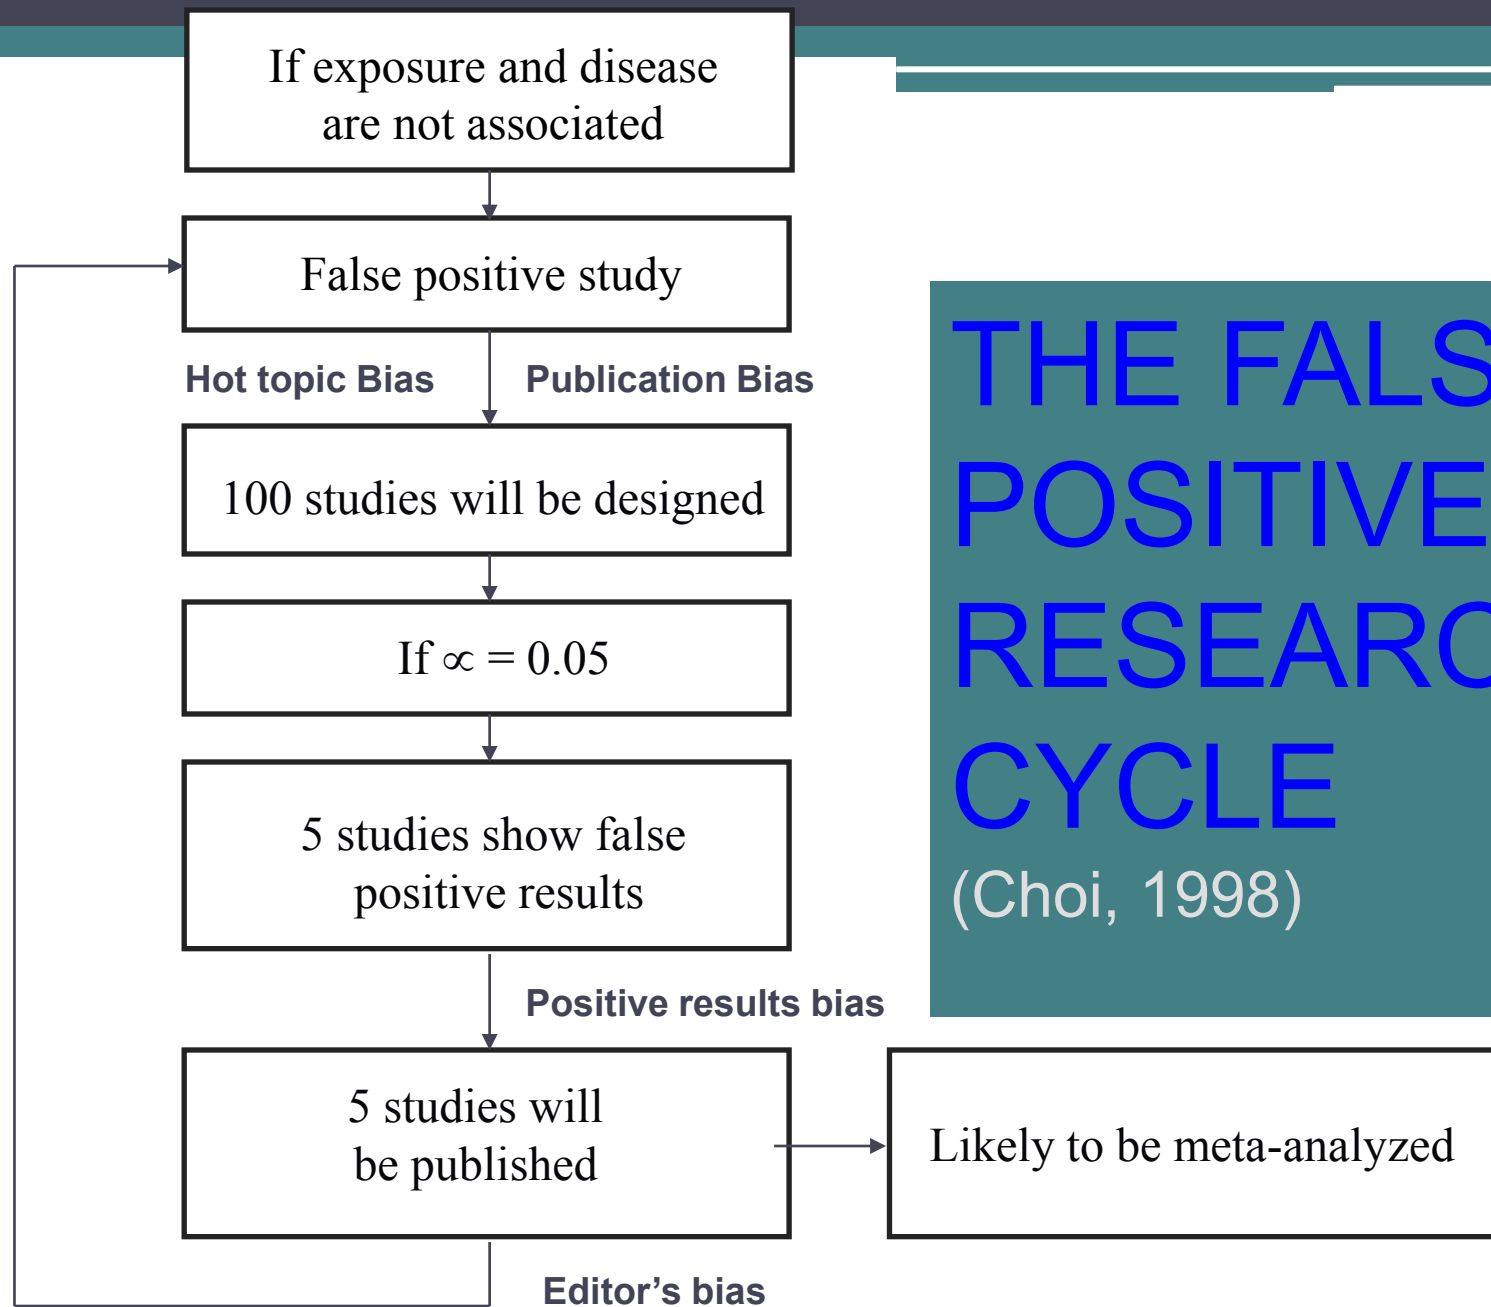 If exposure and disease
are not associated
False positive study
Hot topic Bias
Publication Bias
100 studies will be designed
If ∝ = 0.05
5 studies show false
positive results
Positive results bias
5 studies will
be published
Likely to be meta-analyzed
Editor’s bias
THE FALS
POSITIVE
RESEARC
CYCLE
(Choi, 1998)